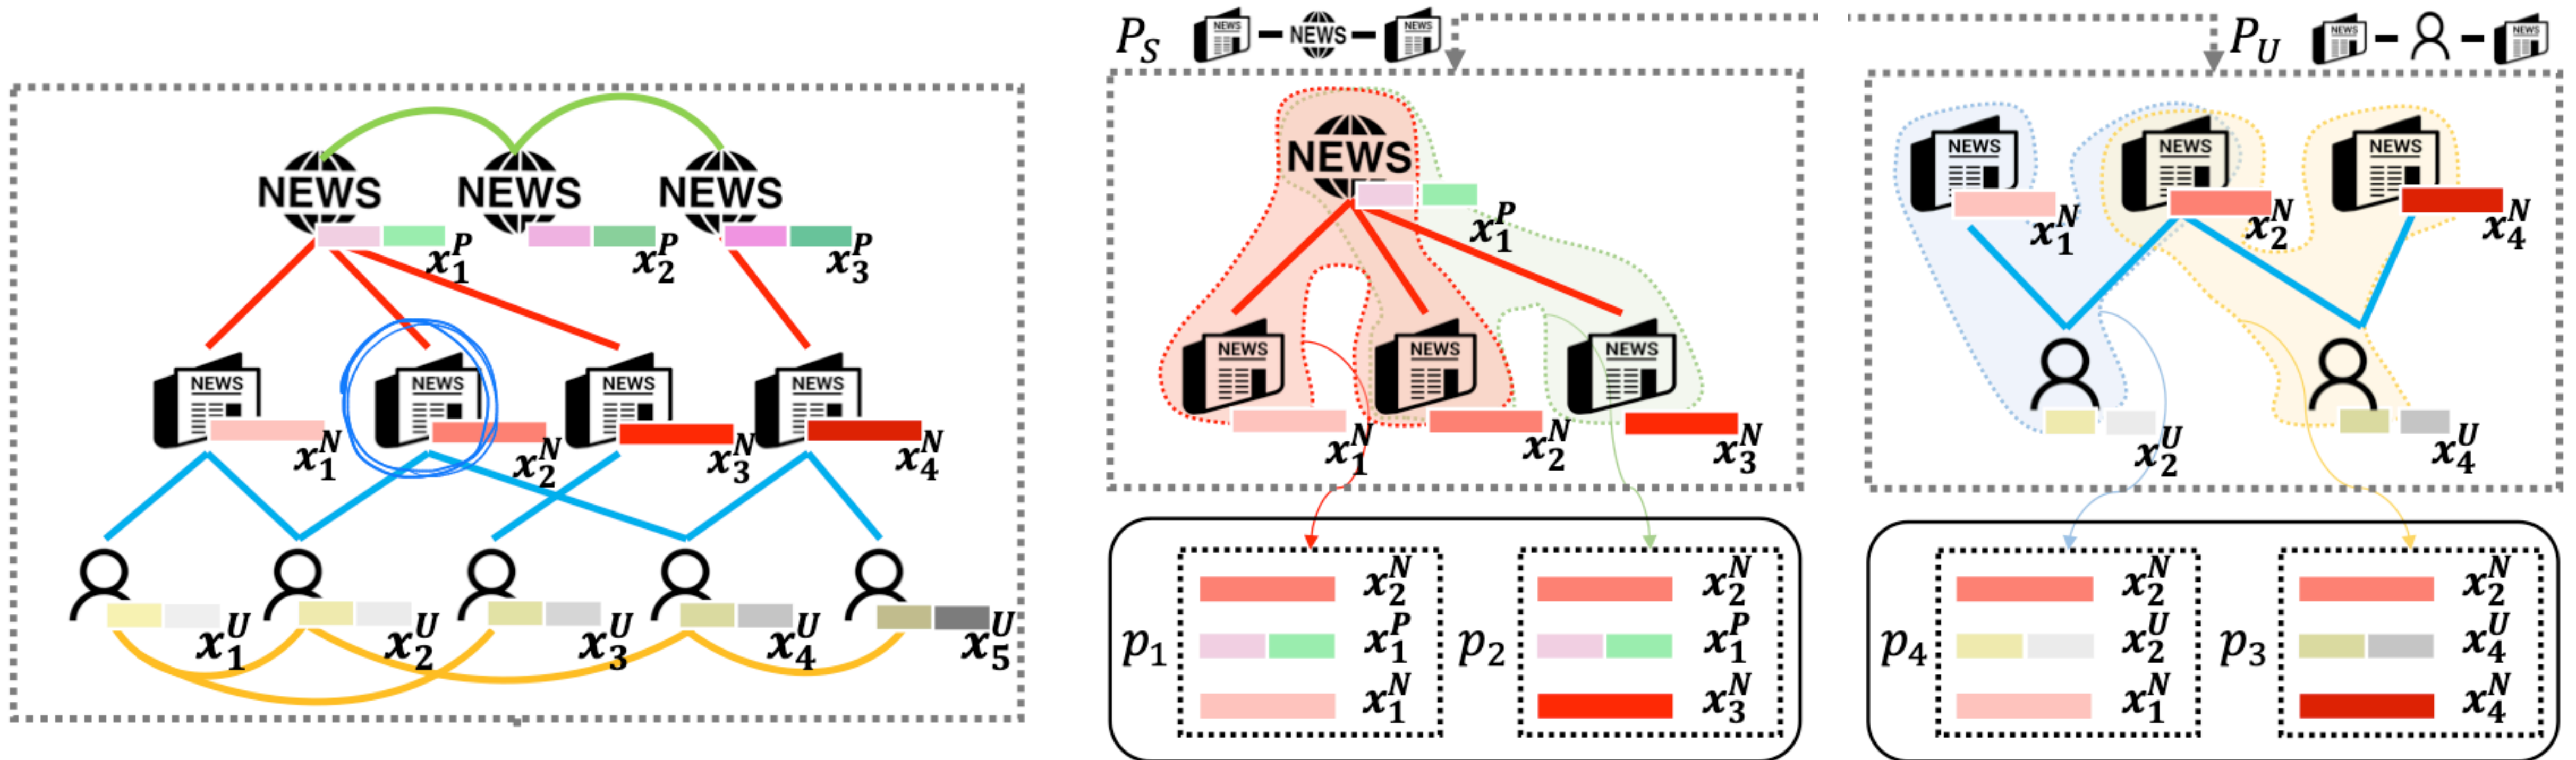 P_S NEWS – NEWS – NEWS
P_U NEWS – NEWS
NEWS NEWS NEWS
x_1^P x_2^P x_3^P
NEWS NEWS NEWS NEWS
x_1^N x_2^N x_3^N x_4^N
x_1^U x_2^U x_3^U x_4^U x_5^U
NEWS
x_1^P
NEWS NEWS NEWS
x_1^N x_2^N x_3^N
NEWS NEWS NEWS
x_1^N x_2^N x_4^N
x_2^U x_4^U
p_1
x_2^N
x_1^P
x_1^N
p_2
x_2^N
x_1^P
x_3^N
p_4
x_2^N
x_2^U
x_1^N
p_3
x_2^N
x_4^U
x_4^N